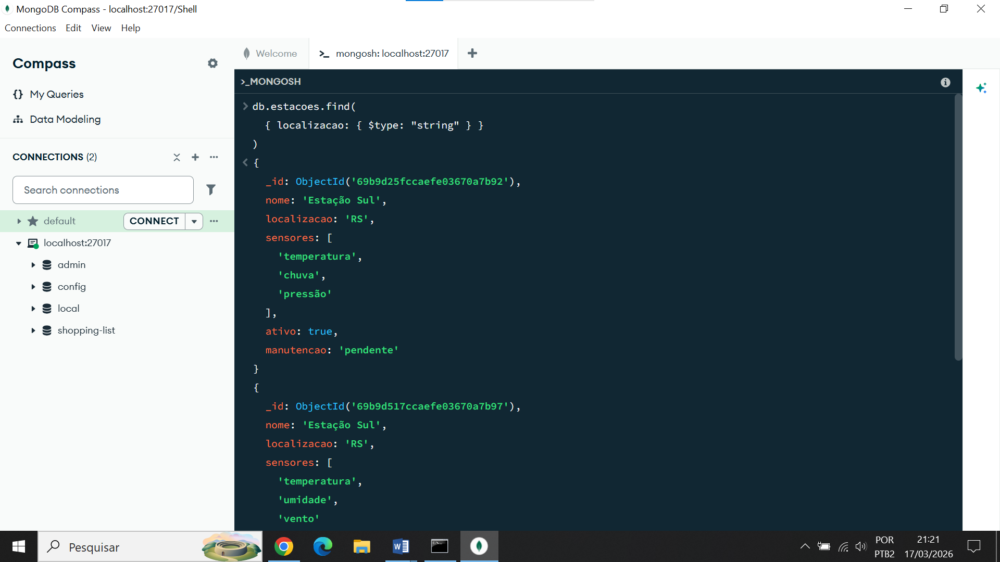 MongoDB Compass - localhost:27017/Shell
Connections Edit View Help
Compass
{} My Queries
Data Modeling
CONNECTIONS (2)
Search connections
default CONNECT
localhost:27017
admin
config
local
shopping-list
Welcome
>_ mongosh: localhost:27017
>_MONGOSH
db.estacoes.find(
{ localizacao: { $type: "string" } }
)
{
_id: ObjectId('69b9d25fccaefe03670a7b92'),
nome: 'Estação Sul',
localizacao: 'RS',
sensores: [
'temperatura',
'chuva',
'pressão'
],
ativo: true,
manutencao: 'pendente'
}
{
_id: ObjectId('69b9d517ccaefe03670a7b97'),
nome: 'Estação Sul',
localizacao: 'RS',
sensores: [
'temperatura',
'umidade',
'vento'
Pesquisar
POR
PTB2
21:21
17/03/2026